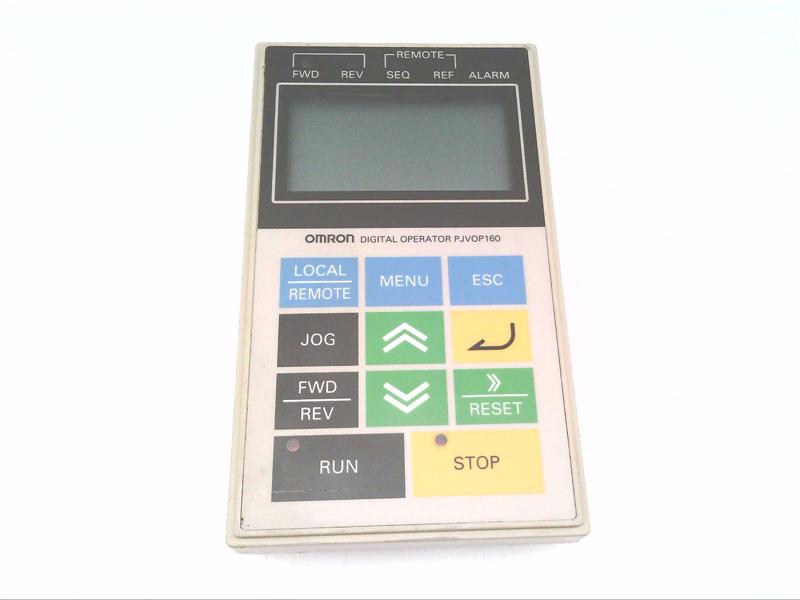 REMOTE
FWD REV SEQ REF ALARM
OMRON DIGITAL OPERATOR PJVOP160
LOCAL
REMOTE
MENU
ESC
JOG
FWD
REV
RESET
RUN
STOP